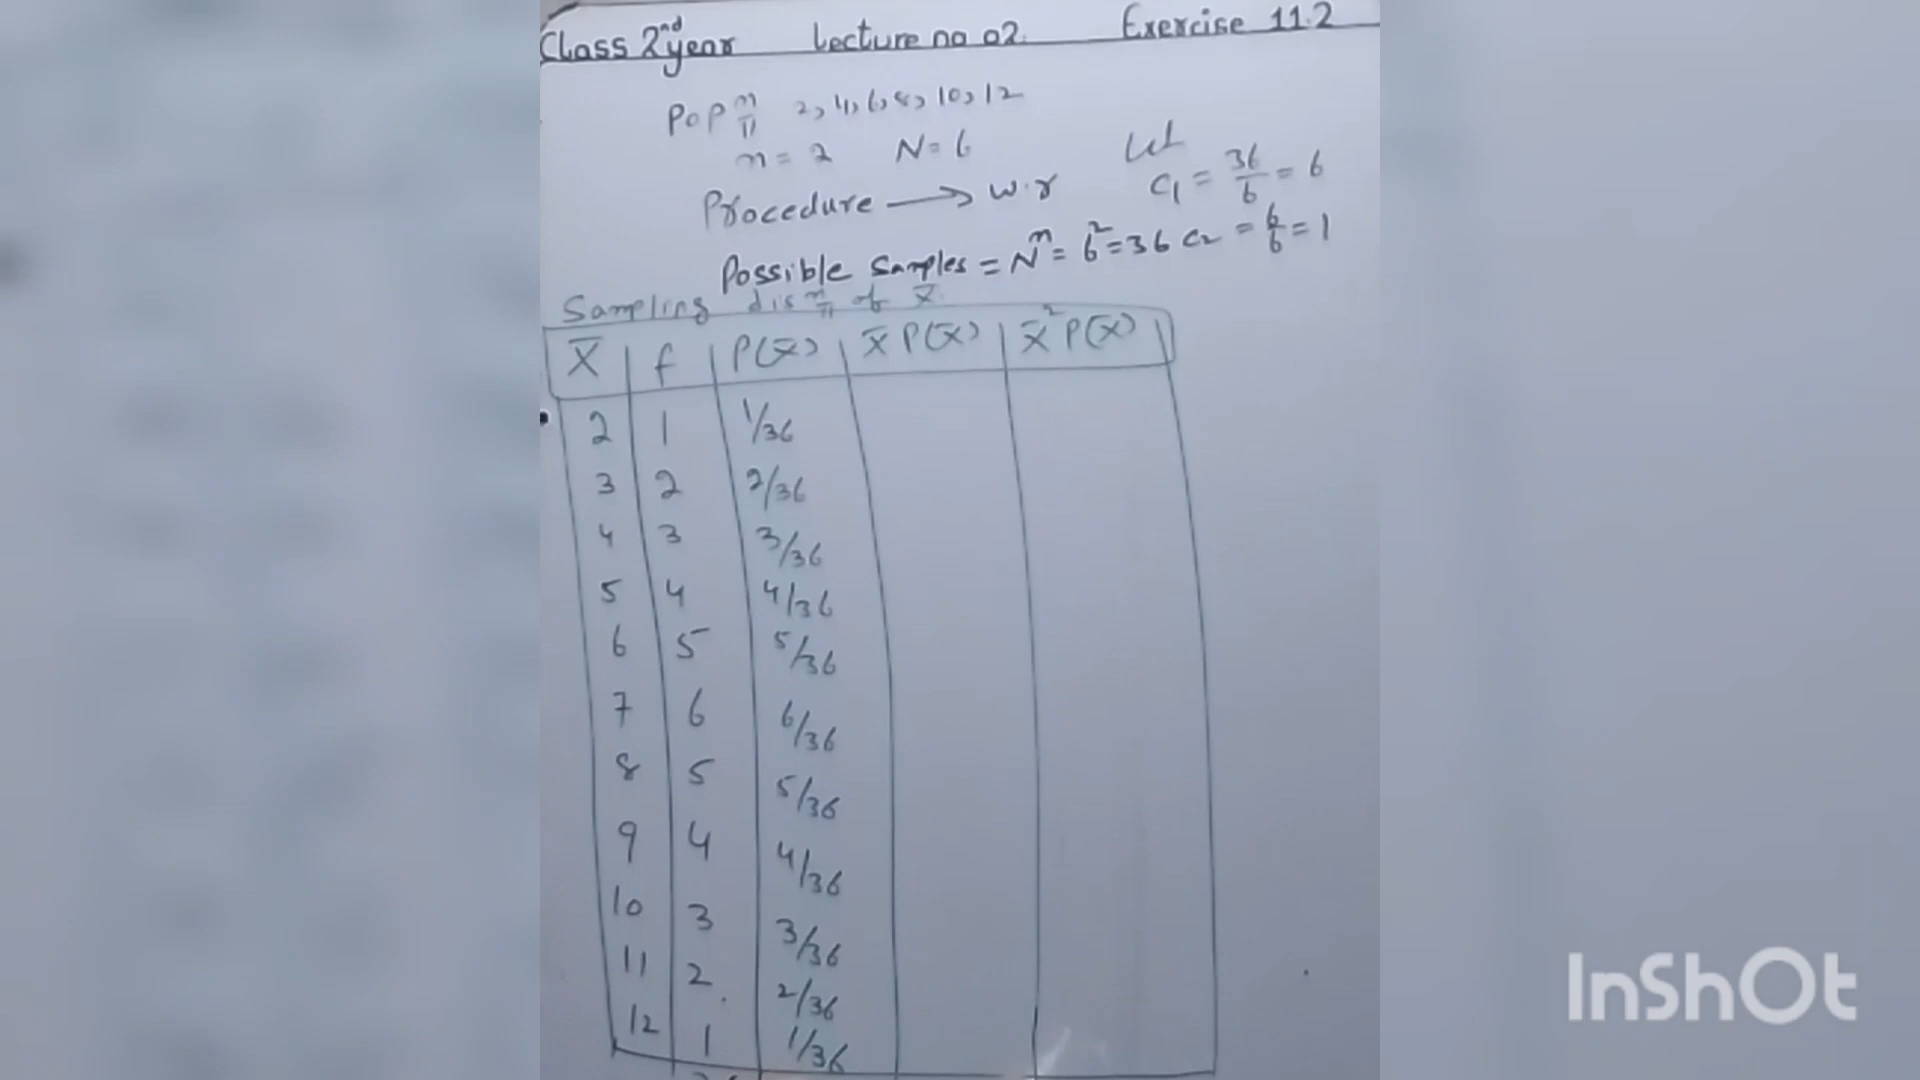 Class 2nd year Lecture no 02. Exercise 11.2
Pop n/π 2, 4, 6, 8, 10, 12
n = 2 N = 6
Procedure → w.r
Let
C1 = 36/6 = 6
Possible Samples = N^n = 6^2 = 36 C2 = 6/6 = 1
Sampling dis n/π of X̄.
X̄ f P(X̄) X̄ P(X̄) X̄² P(X̄)
2 1 1/36
3 2 2/36
4 3 3/36
5 4 4/36
6 5 5/36
7 6 6/36
8 5 5/36
9 4 4/36
10 3 3/36
11 2 2/36
12 1 1/36
InShOt